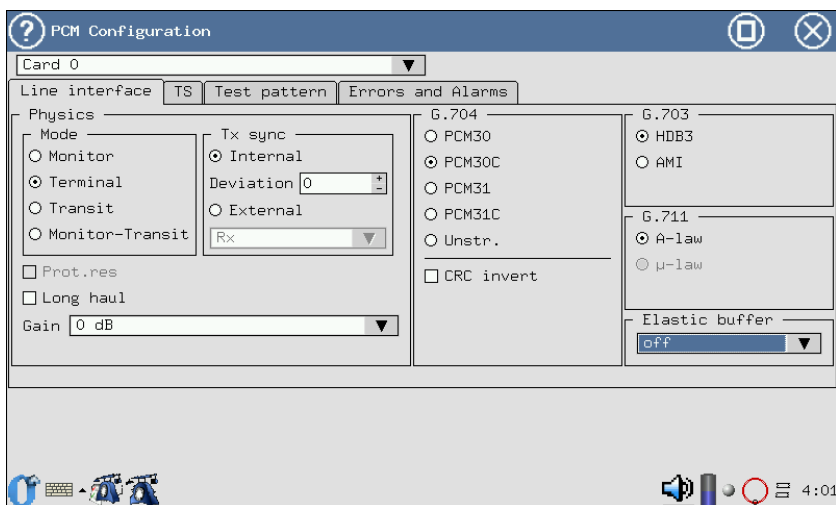 PCM Configuration
Card 0
Line interface TS Test pattern Errors and Alarms
Physics
Mode
Monitor
Terminal
Transit
Monitor-Transit
Tx sync
Internal
Deviation 0
External
Rx
Prot.res
Long haul
Gain 0 dB
G.704
PCM30
PCM30C
PCM31
PCM31C
Unstr.
CRC invert
G.703
HDB3
AMI
G.711
A-law
μ-law
Elastic buffer
off
4:01